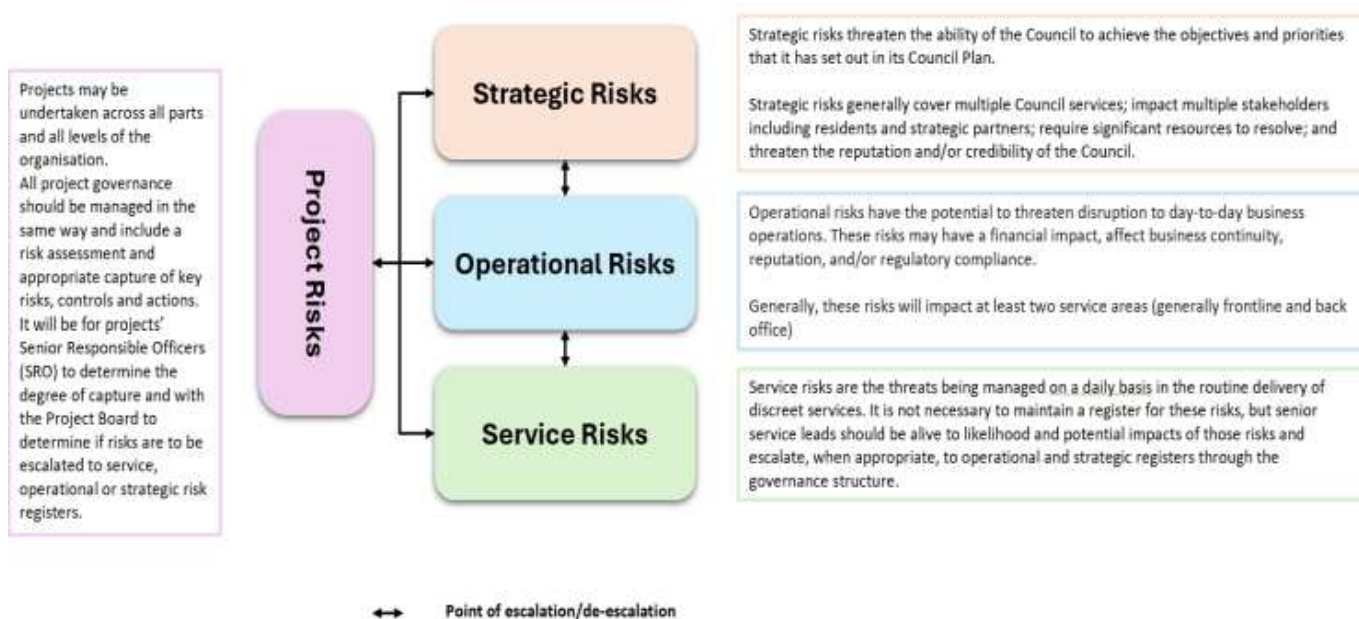 Projects may be
undertaken across all parts
and all levels of the
organisation.
All project governance
should be managed in the
same way and include a
risk assessment and
appropriate capture of key
risks, controls and actions.
It will be for projects'
Senior Responsible Officers
(SRO) to determine the
degree of capture and with
the Project Board to
determine if risks are to be
escalated to service,
operational or strategic risk
registers.
Project Risks
Strategic Risks
Operational Risks
Service Risks
Strategic risks threaten the ability of the Council to achieve the objectives and priorities
that it has set out in its Council Plan.
Strategic risks generally cover multiple Council services; impact multiple stakeholders
including residents and strategic partners; require significant resources to resolve; and
threaten the reputation and/or credibility of the Council.
Operational risks have the potential to threaten disruption to day-to-day business
operations. These risks may have a financial impact, affect business continuity,
reputation, and/or regulatory compliance.
Generally, these risks will impact at least two service areas (generally frontline and back
office)
Service risks are the threats being managed on a daily basis in the routine delivery of
discreet services. It is not necessary to maintain a register for these risks, but senior
service leads should be alive to likelihood and potential impacts of those risks and
escalate, when appropriate, to operational and strategic registers through the
governance structure.
Point of escalation/de-escalation